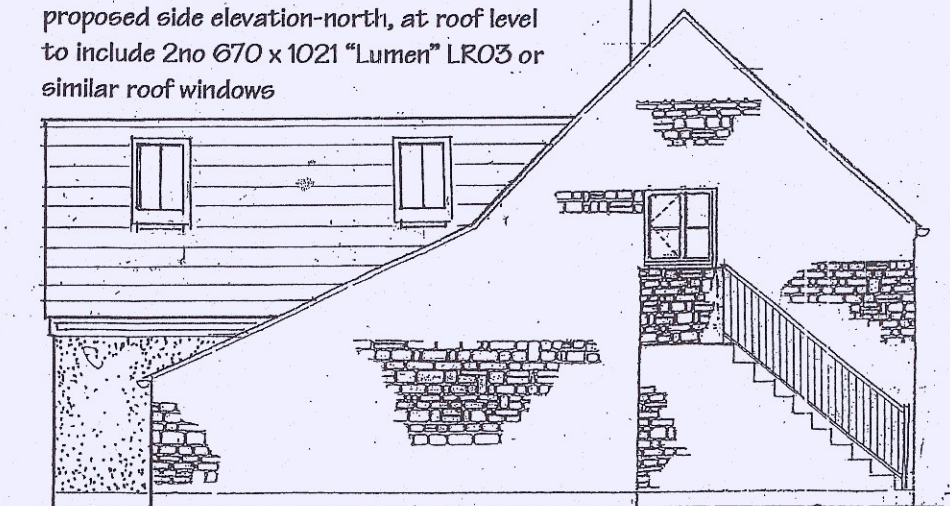 proposed side elevation-north, at roof level
to include 2no 670 x 1021 “Lumen” LR03 or
similar roof windows